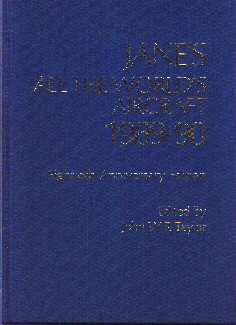 JANE'S
ALL THE WORLD'S
AIRCRAFT
1989-90
Eightieth Anniversary Edition
Edited by
John W.R. Taylor